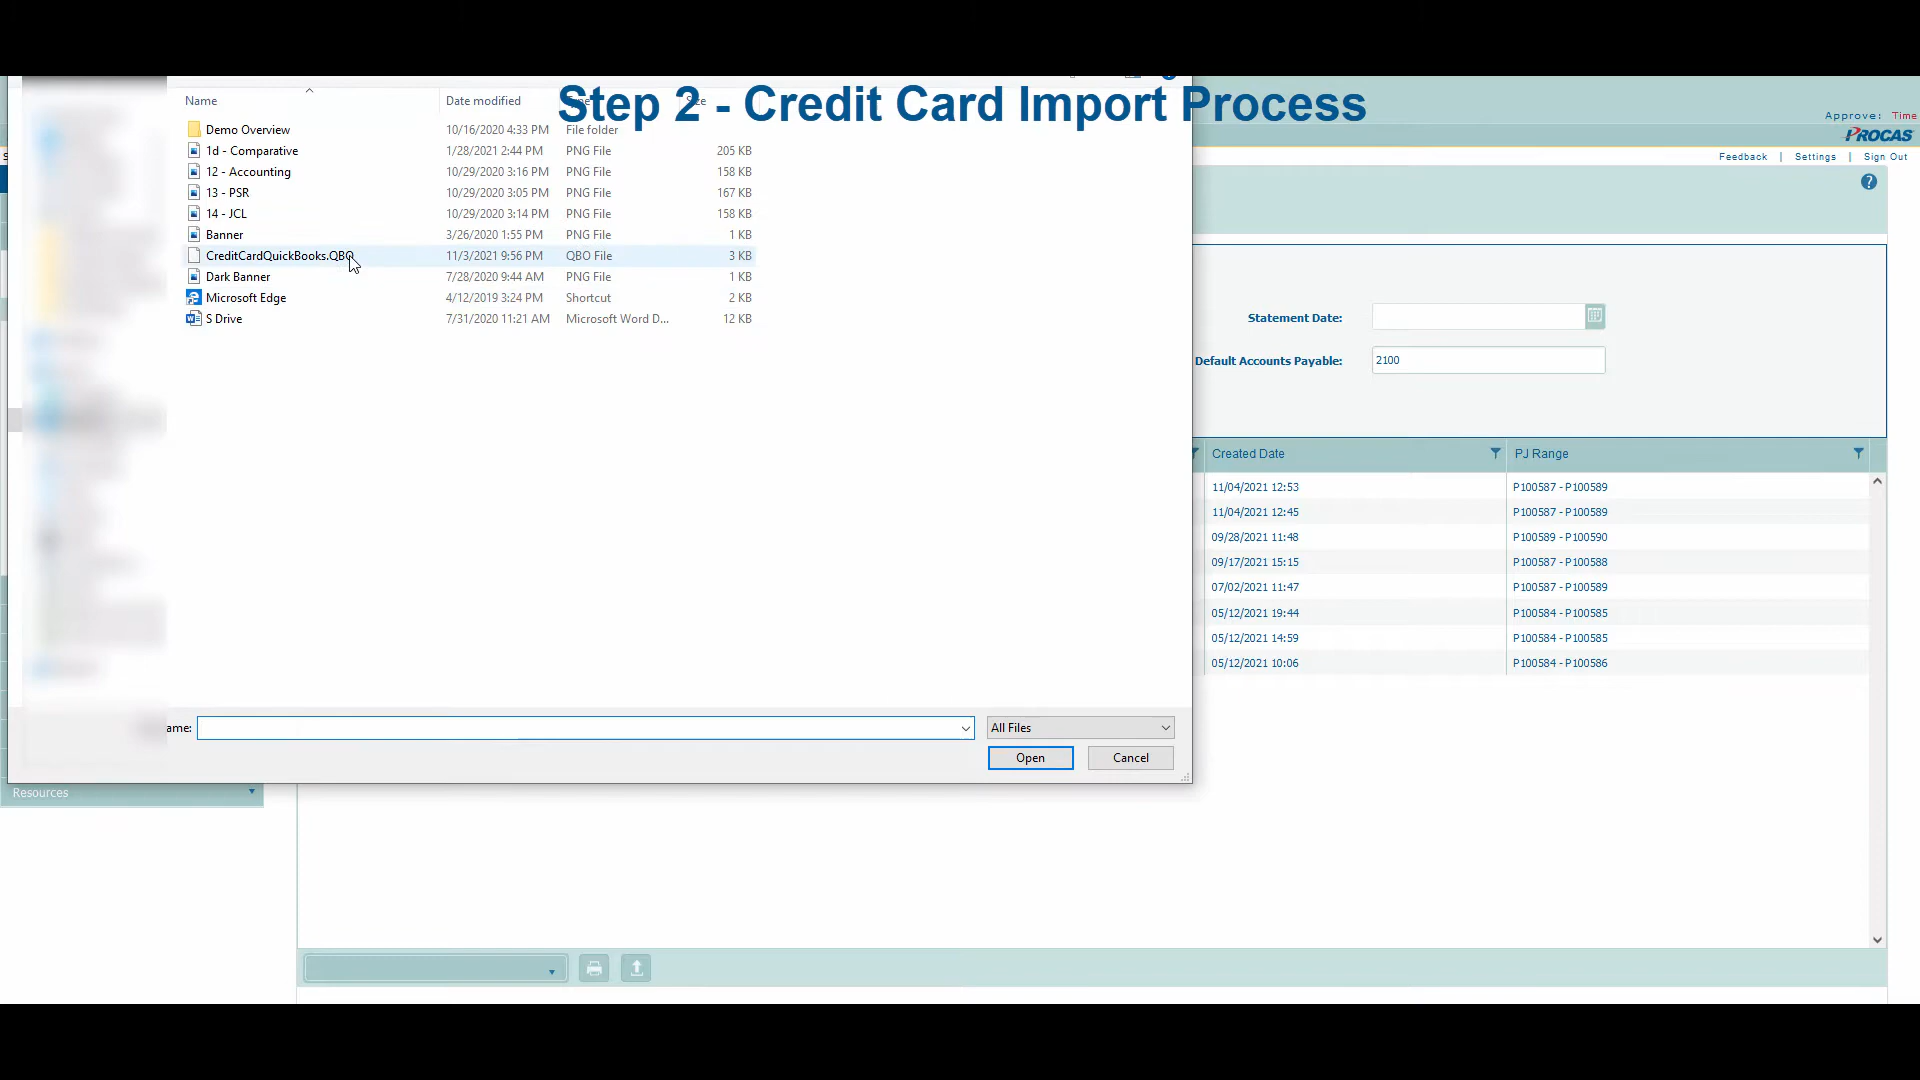 Step 2 - Credit Card Import Process
Name Date modified
Demo Overview 10/16/2020 4:33 PM File folder
1d - Comparative 1/28/2021 2:44 PM PNG File 205 KB
12 - Accounting 10/29/2020 3:16 PM PNG File 158 KB
13 - PSR 10/29/2020 3:05 PM PNG File 167 KB
14 - JCL 10/29/2020 3:14 PM PNG File 158 KB
Banner 3/26/2020 1:55 PM PNG File 1 KB
CreditCardQuickBooks.QBO 11/3/2021 9:56 PM QBO File 3 KB
Dark Banner 7/28/2020 9:44 AM PNG File 1 KB
Microsoft Edge 4/12/2019 3:24 PM Shortcut 2 KB
S Drive 7/31/2020 11:21 AM Microsoft Word D... 12 KB
ame: All Files
Open Cancel
Approve: Time
PROCAS
Feedback | Settings | Sign Out
?
Statement Date:
Default Accounts Payable: 2100
Created Date PJ Range
11/04/2021 12:53 P100587 - P100589
11/04/2021 12:45 P100587 - P100589
09/28/2021 11:48 P100589 - P100590
09/17/2021 15:15 P100587 - P100588
07/02/2021 11:47 P100587 - P100589
05/12/2021 19:44 P100584 - P100585
05/12/2021 14:59 P100584 - P100585
05/12/2021 10:06 P100584 - P100586
Resources